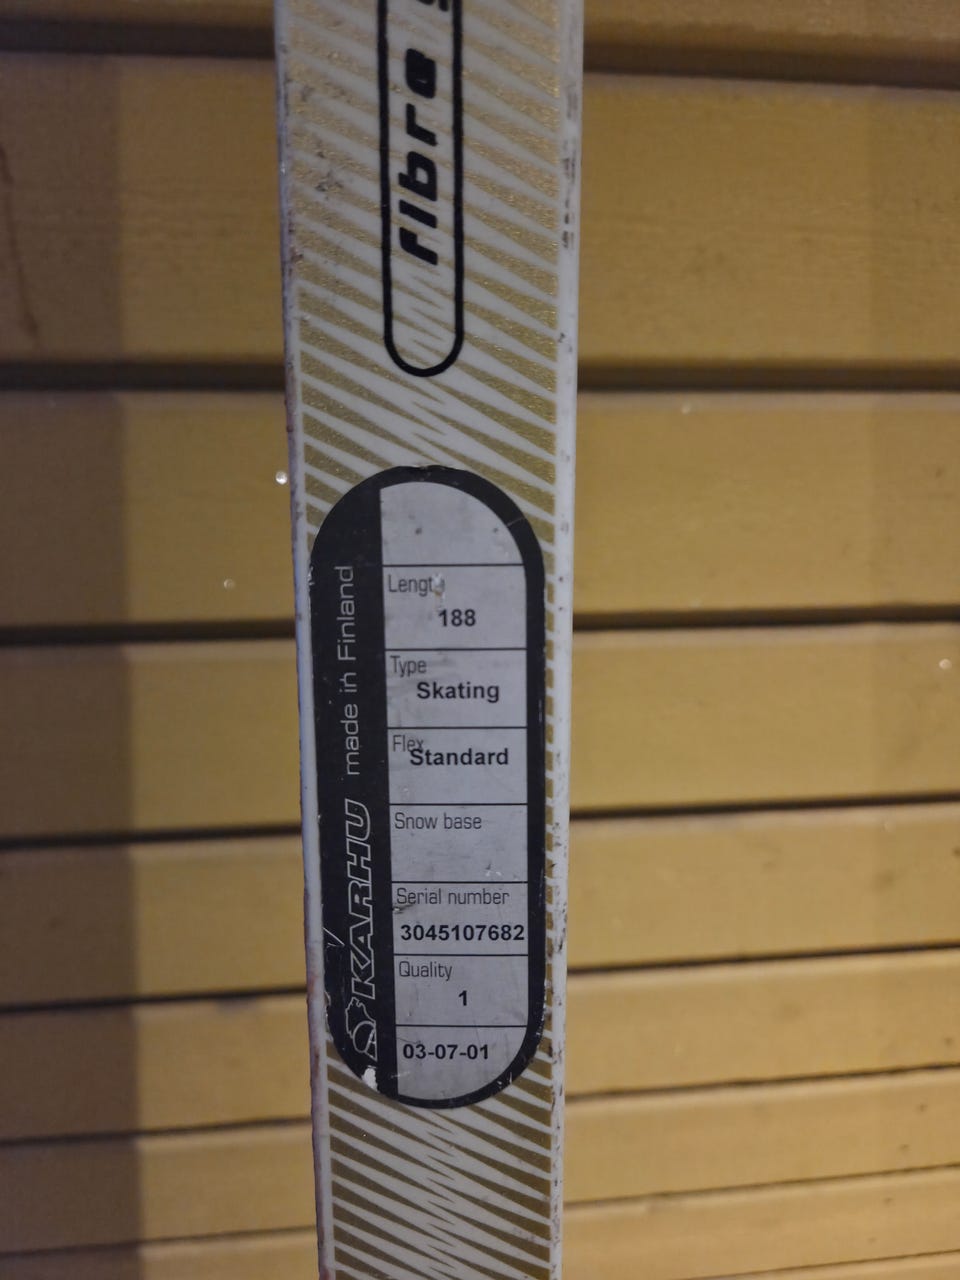 fibre
made in Finland
KARHU
Length
188
Type
Skating
Flex
Standard
Snow base
Serial number
3045107682
Quality
1
03-07-01